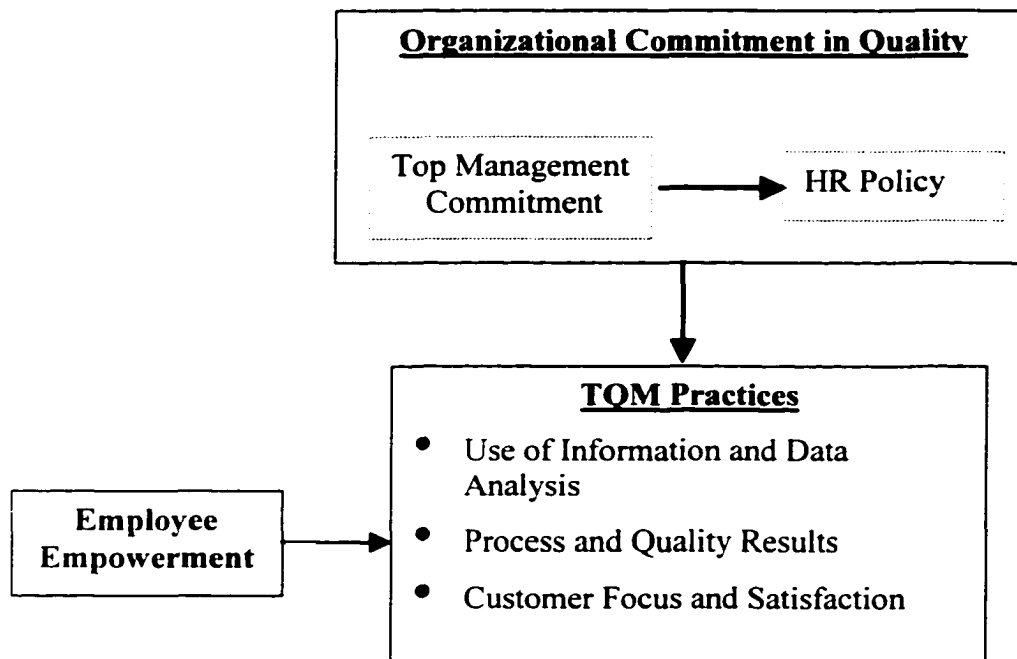 Organizational Commitment in Quality
Top Management
Commitment
HR Policy
TQM Practices
• Use of Information and Data
Analysis
• Process and Quality Results
• Customer Focus and Satisfaction
Employee
Empowerment